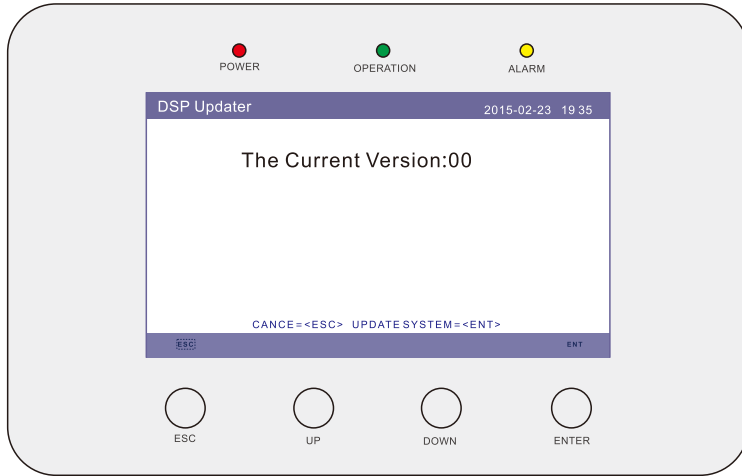 POWER OPERATION ALARM
DSP Updater 2015-02-23 19 35
The Current Version:00
CANCE=<ESC> UPDATE SYSTEM=<ENT>
ESC ENT
ESC UP DOWN ENTER